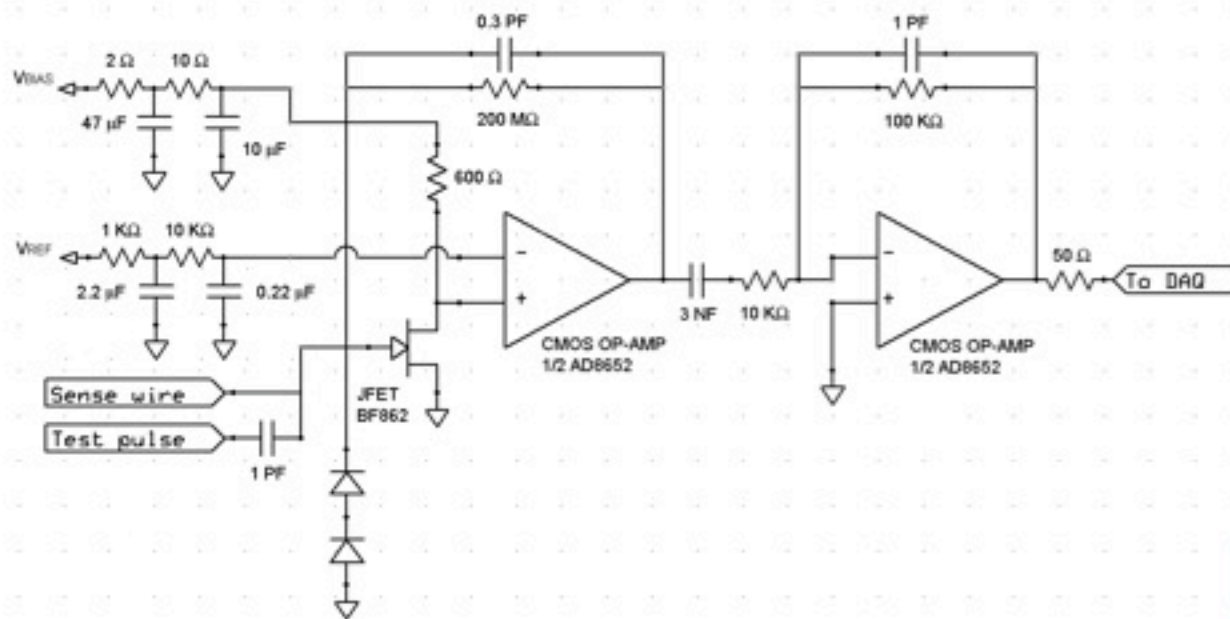 0.3 PF
1 PF
2 Ω
10 Ω
VBIAS
200 MΩ
100 KΩ
47 µF
10 µF
600 Ω
1 KΩ
10 KΩ
VREF
50 Ω
To DAQ
2.2 µF
0.22 µF
3 NF
10 KΩ
CMOS OP-AMP
1/2 AD8652
CMOS OP-AMP
1/2 AD8652
Sense wire
JFET
BF862
Test pulse
1 PF